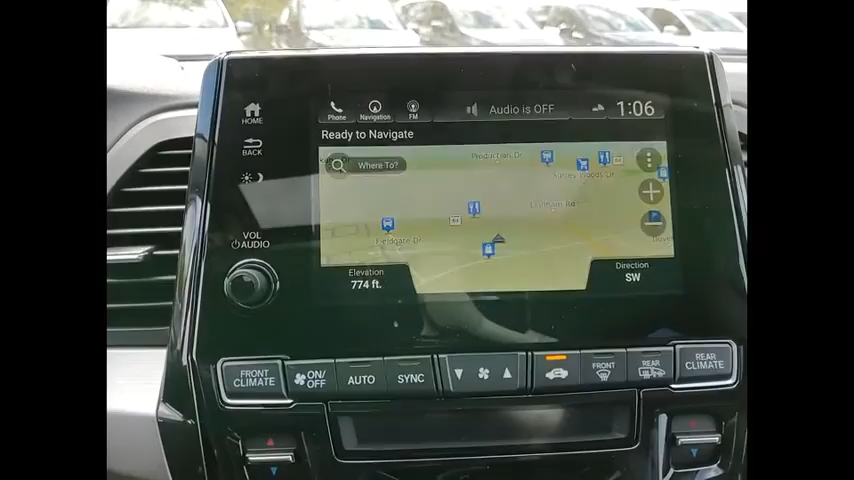 HOME
BACK
VOL
AUDIO
Phone
Navigation
FM
Audio is OFF
1:06
Ready to Navigate
Where To?
Production Dr
Lanham Rd
Fieldgate Dr
Elevation
774 ft.
Direction
SW
FRONT
CLIMATE
ON/
OFF
AUTO
SYNC
FRONT
REAR
REAR
CLIMATE